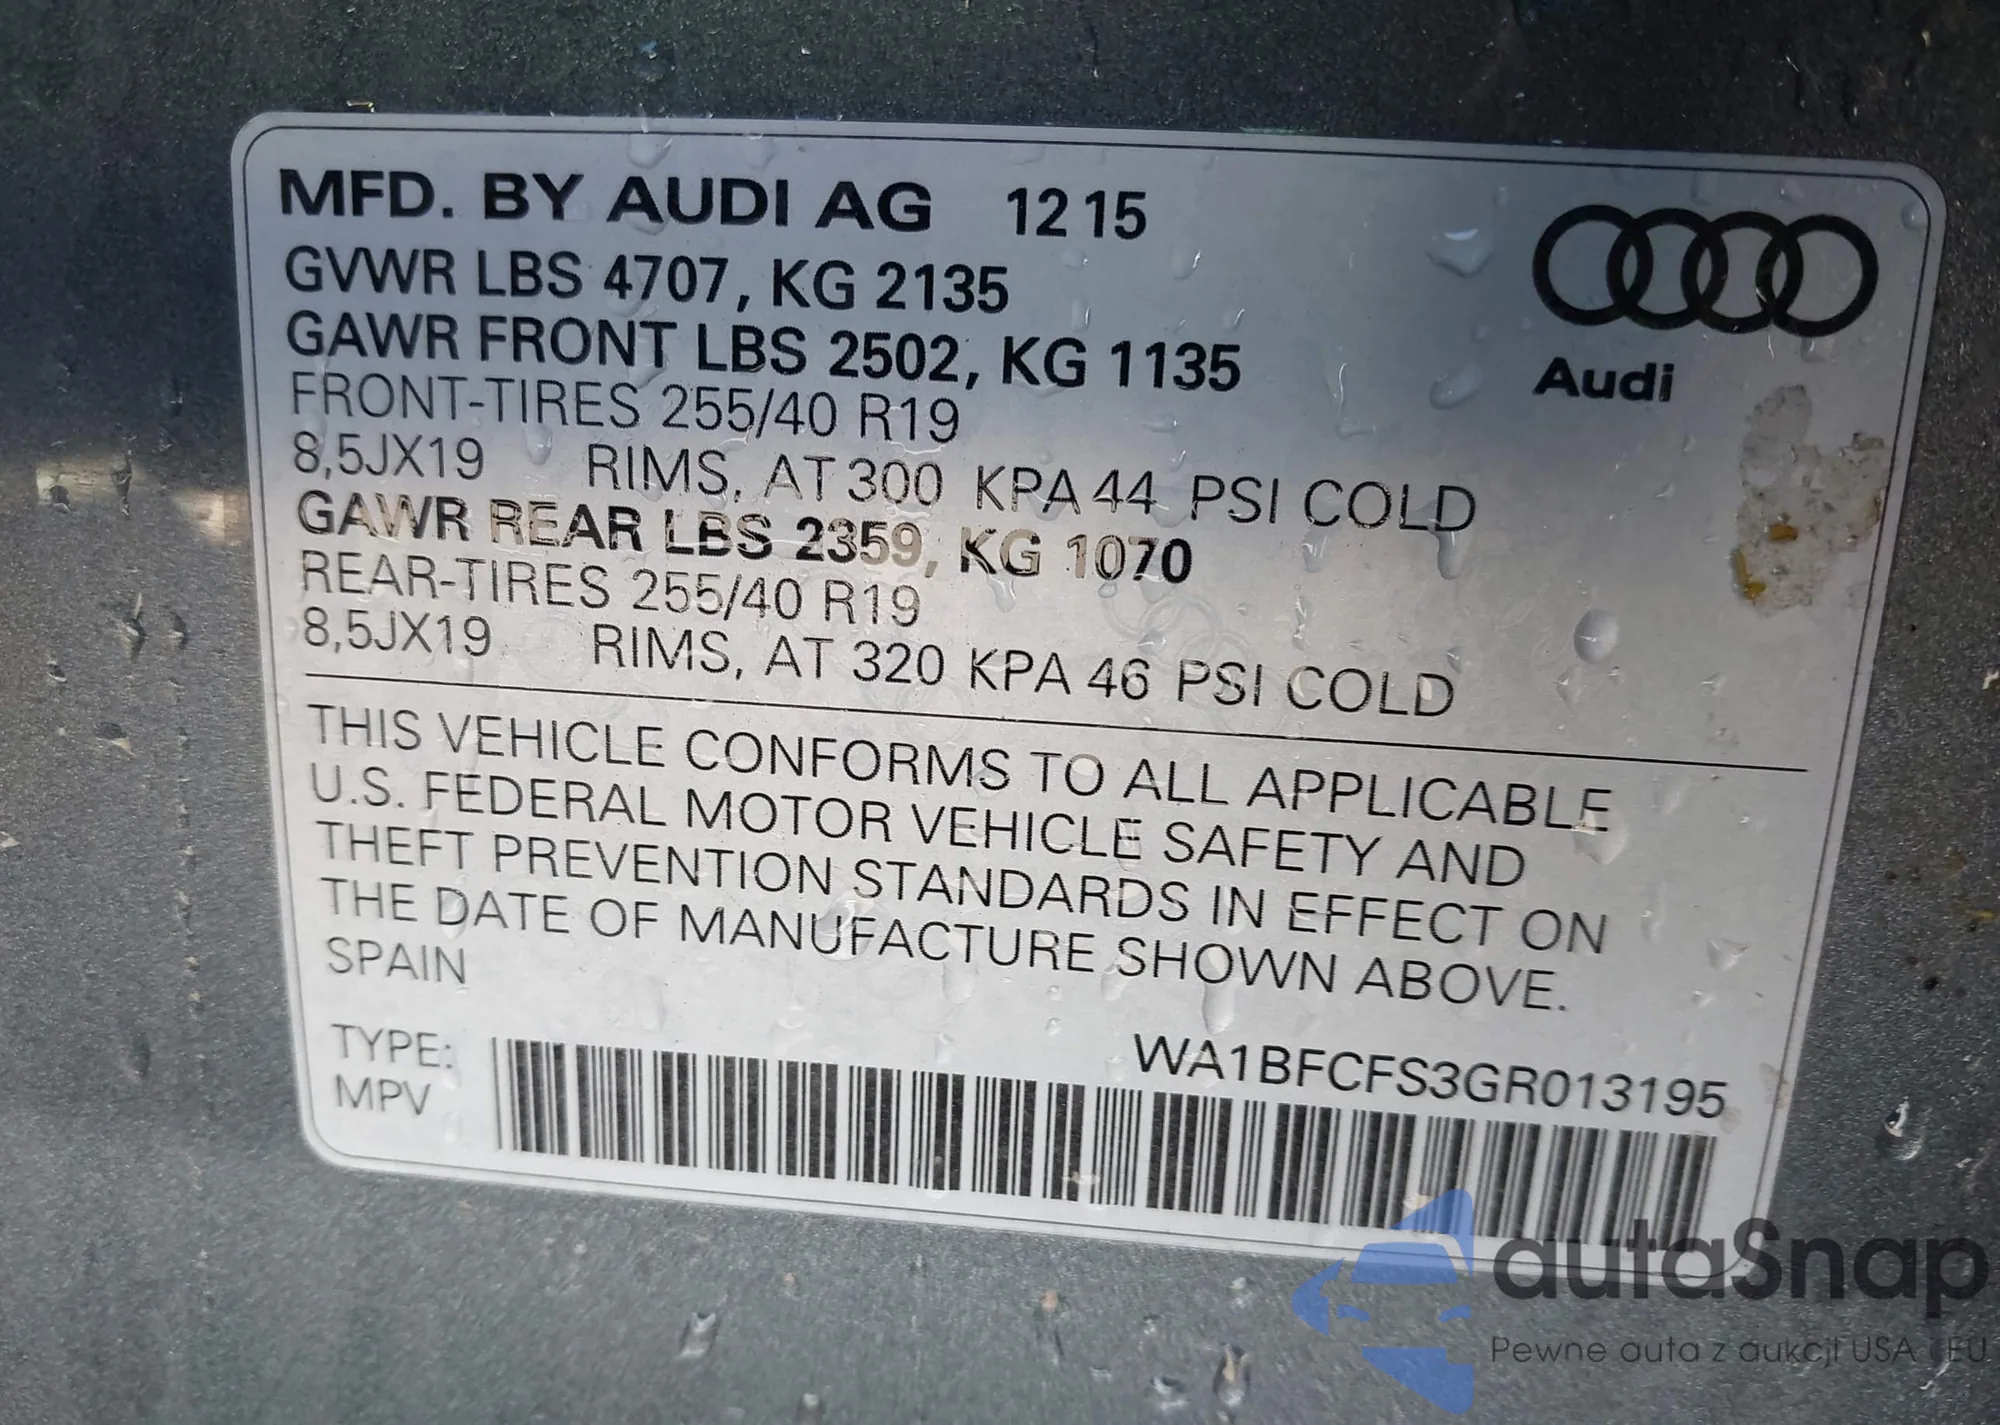 MFD. BY AUDI AG 12 15
GVWR LBS 4707, KG 2135
GAWR FRONT LBS 2502, KG 1135
FRONT-TIRES 255/40 R19
8,5JX19 RIMS, AT 300 KPA 44 PSI COLD
GAWR REAR LBS 2359, KG 1070
REAR-TIRES 255/40 R19
8,5JX19 RIMS, AT 320 KPA 46 PSI COLD
Audi
THIS VEHICLE CONFORMS TO ALL APPLICABLE
U.S. FEDERAL MOTOR VEHICLE SAFETY AND
THEFT PREVENTION STANDARDS IN EFFECT ON
THE DATE OF MANUFACTURE SHOWN ABOVE.
SPAIN
TYPE: WA1BFCFS3GR013195
MPV
autaSnap
Pewne auta z aukcji USA i EU